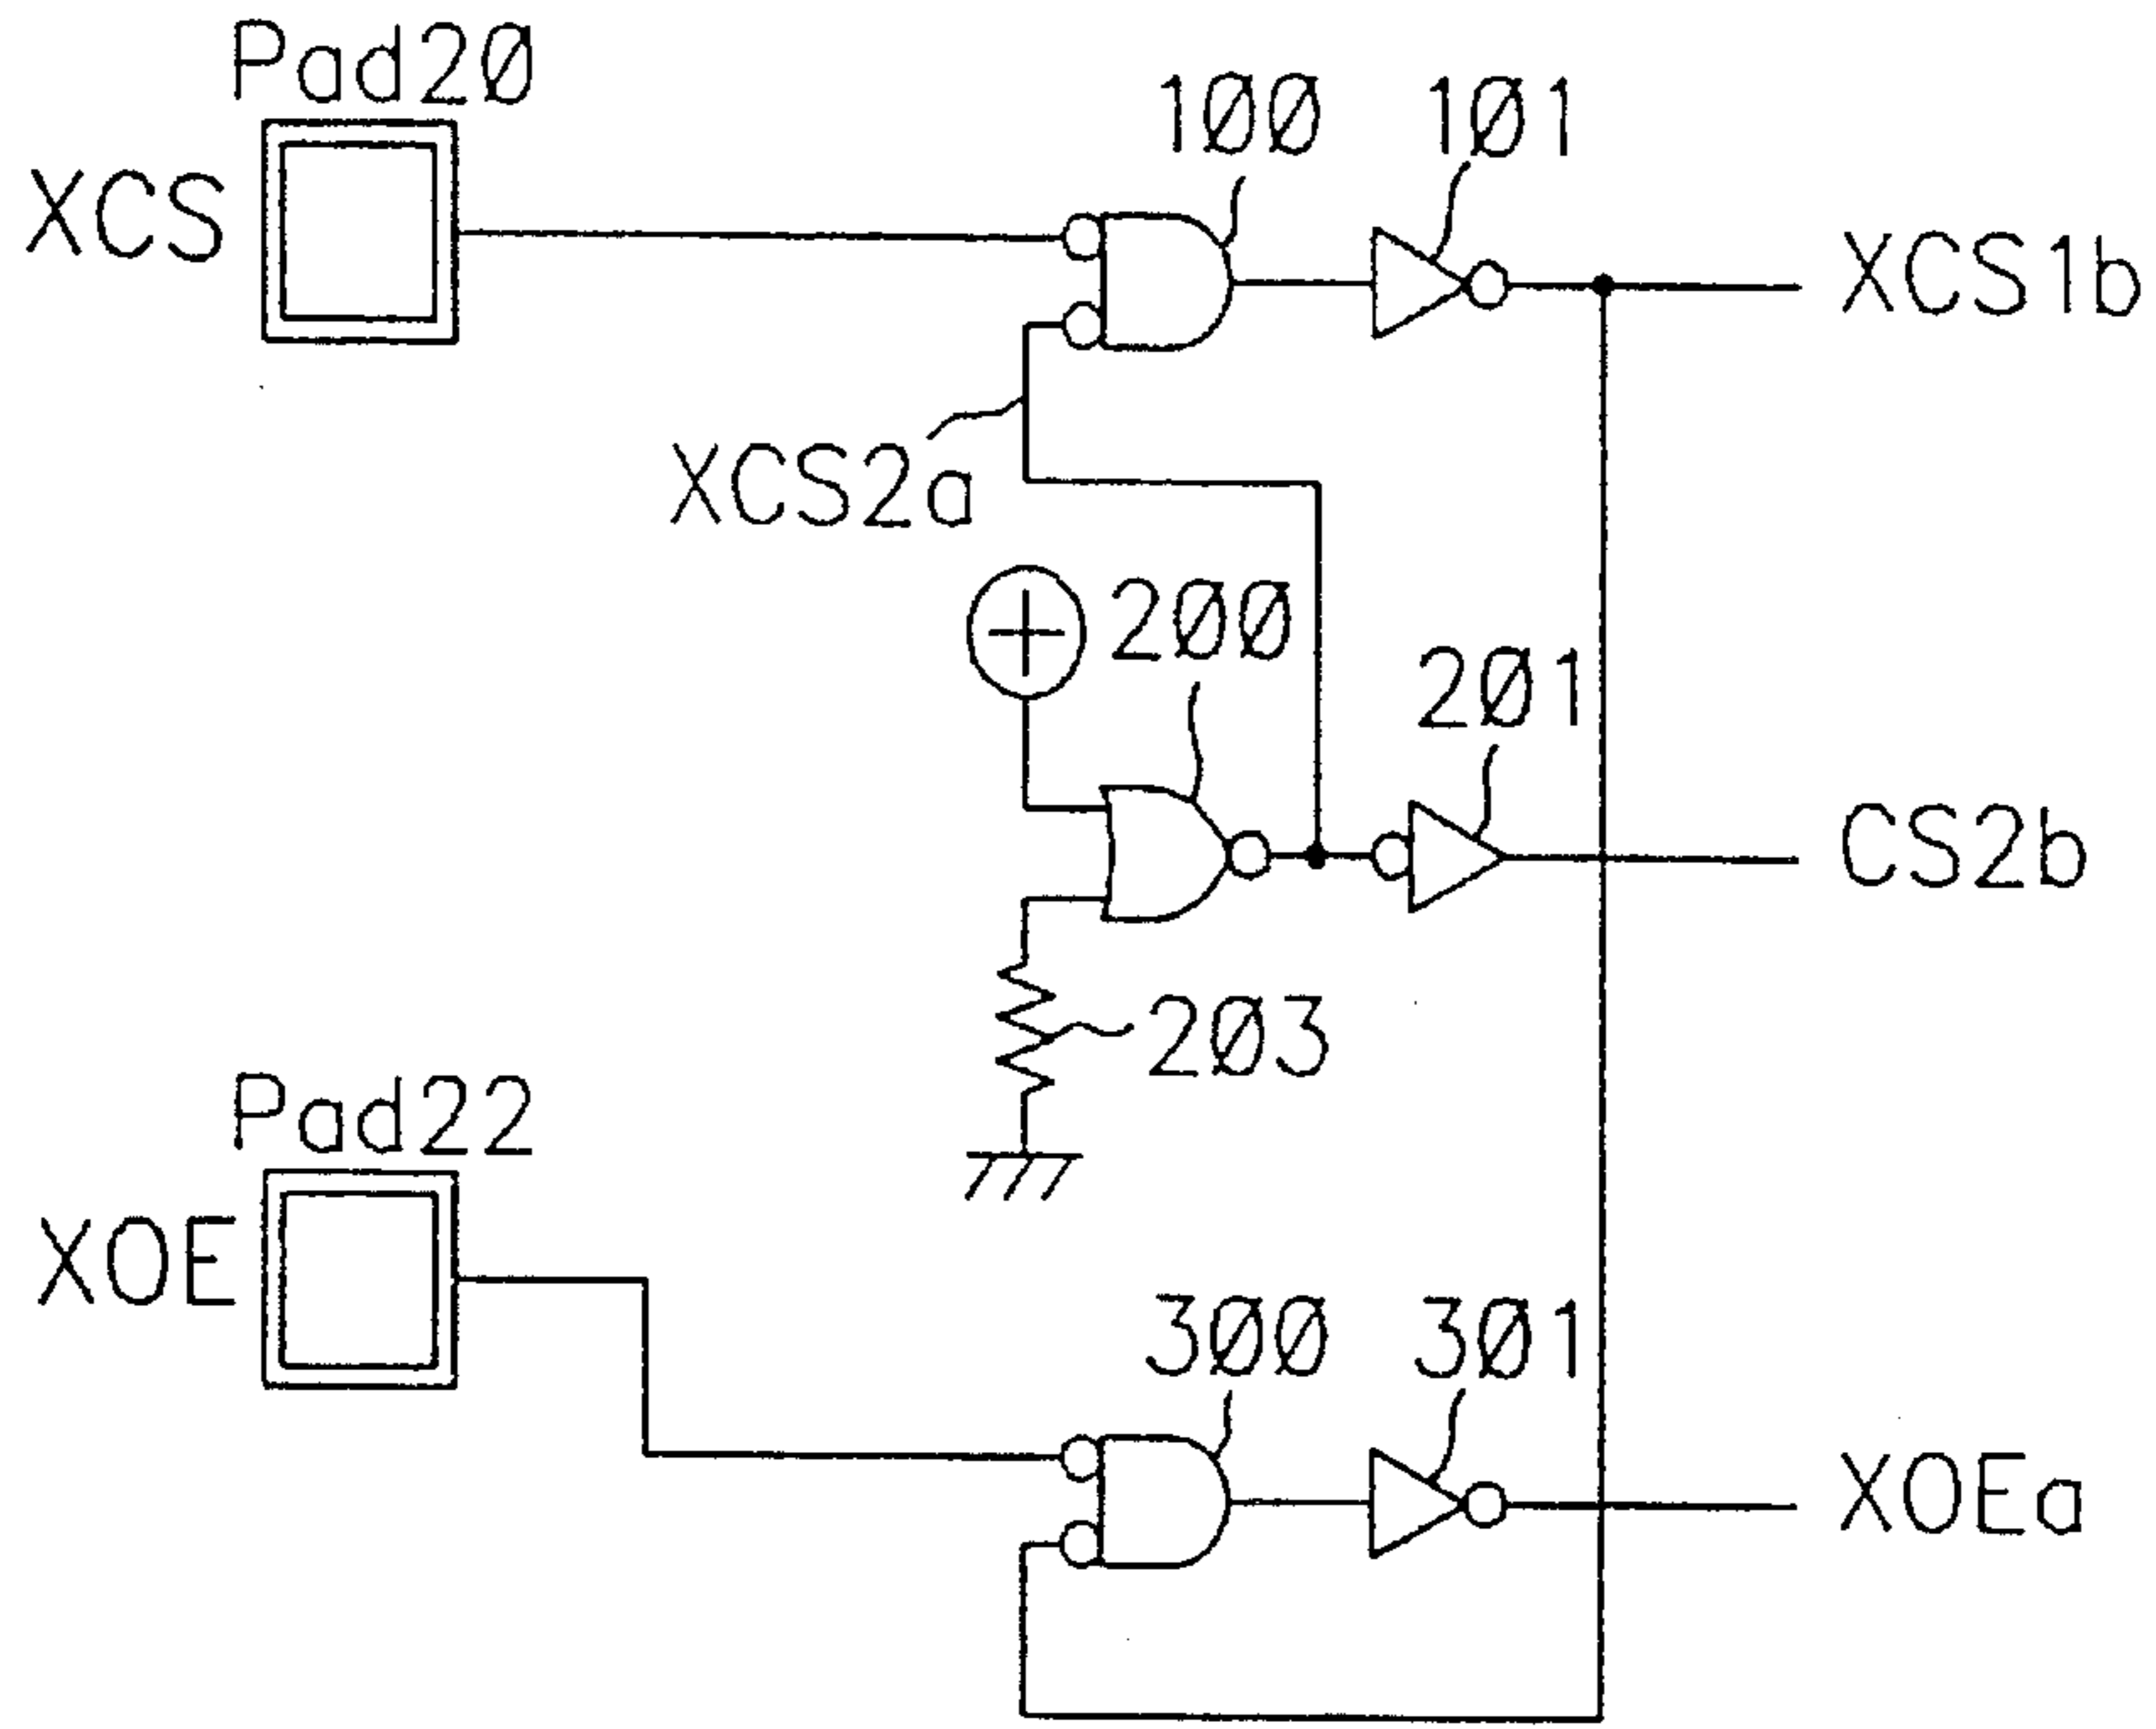 Pad20
XCS
100
101
XCS1b
XCS2a
200
201
CS2b
203
Pad22
XOE
300
301
XOEa